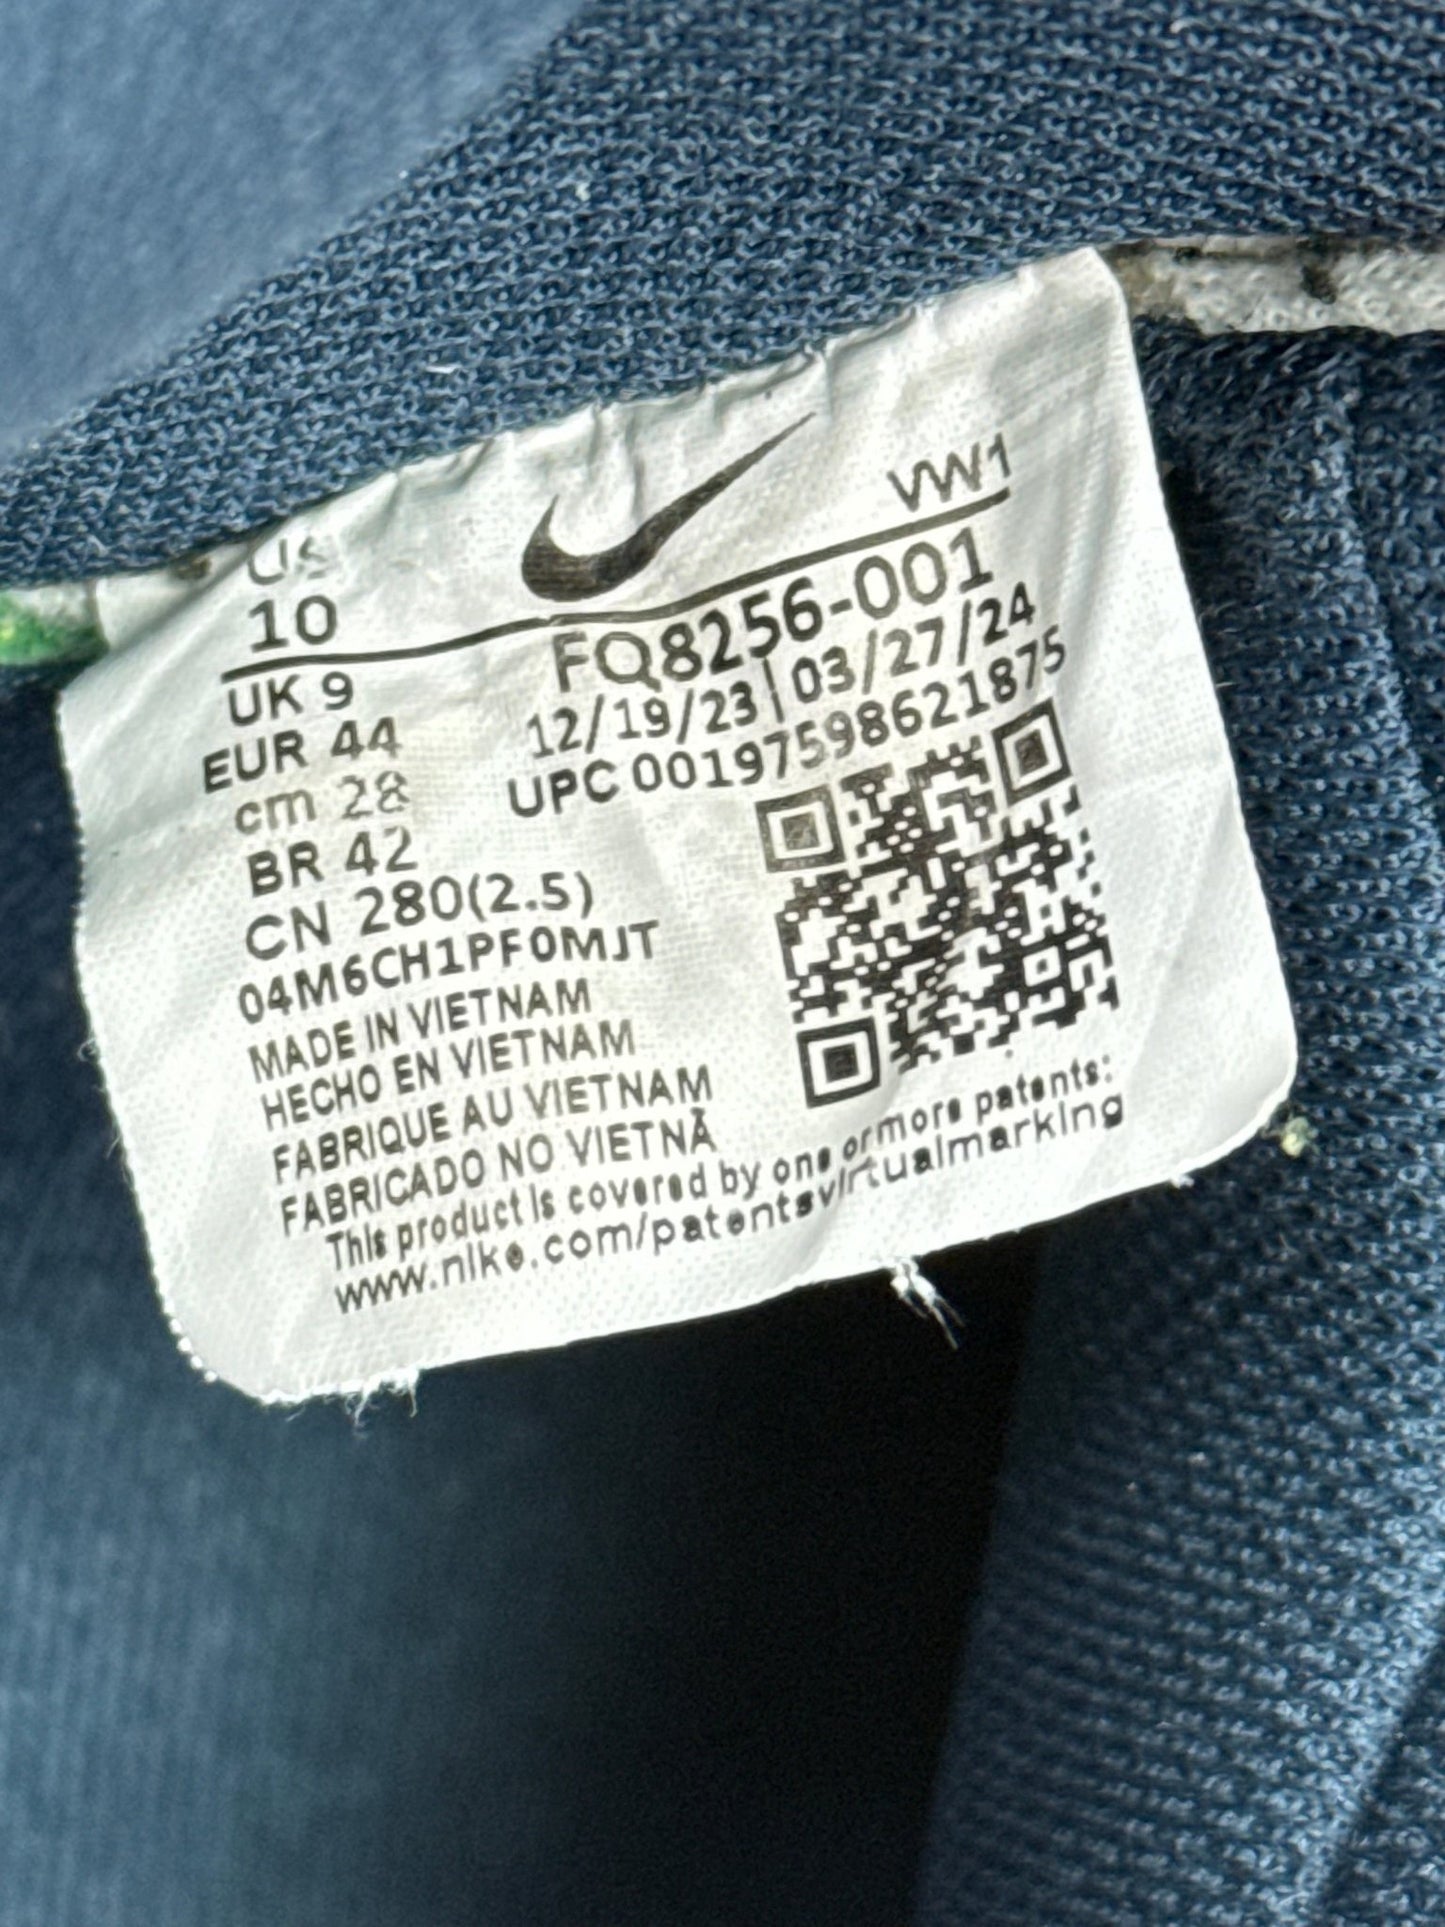 US
10
VW1
UK 9
EUR 44
cm 28
BR 42
CN 280(2.5)
04M6CH1PF0MJT
FQ8256-001
12/19/23|03/27/24
UPC 00197598621875
MADE IN VIETNAM
HECHO EN VIETNAM
FABRIQUE AU VIETNAM
FABRICADO NO VIETNÃ
This product is covered by one or more patents:
www.nike.com/patentsvirtualmarking